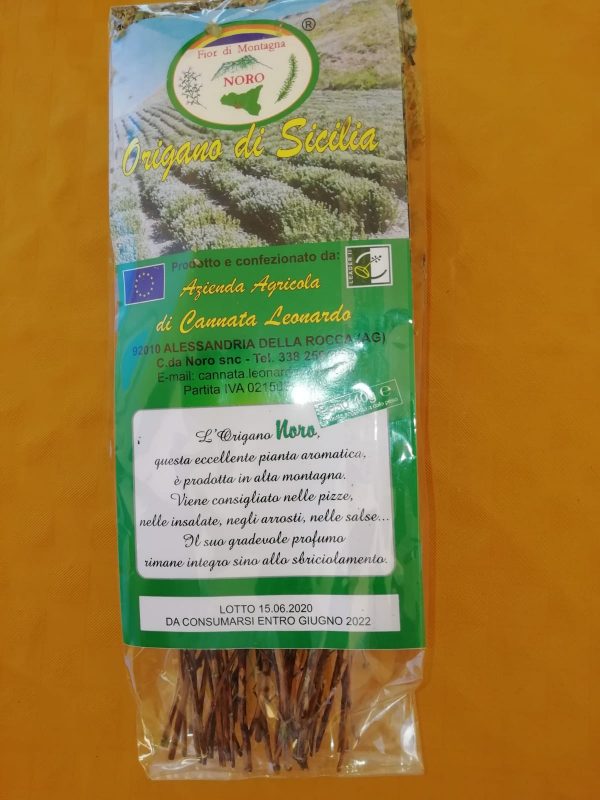 ®
Fior di Montagna
NORO
Origano di Sicilia
Prodotto e confezionato da:
Azienda Agricola
di Cannata Leonardo
92010 ALESSANDRIA DELLA ROCCA (AG)
C.da Noro snc - Tel. 338
E-mail: cannata.leonardo
Partita IVA
LEADER II
L'Origano Noro,
questa eccellente pianta aromatica,
è prodotta in alta montagna.
Viene consigliato nelle pizze,
nelle insalate, negli arrosti, nelle salse...
Il suo gradevole profumo
rimane integro sino allo sbriciolamento.
LOTTO 15.06.2020
DA CONSUMARSI ENTRO GIUGNO 2022